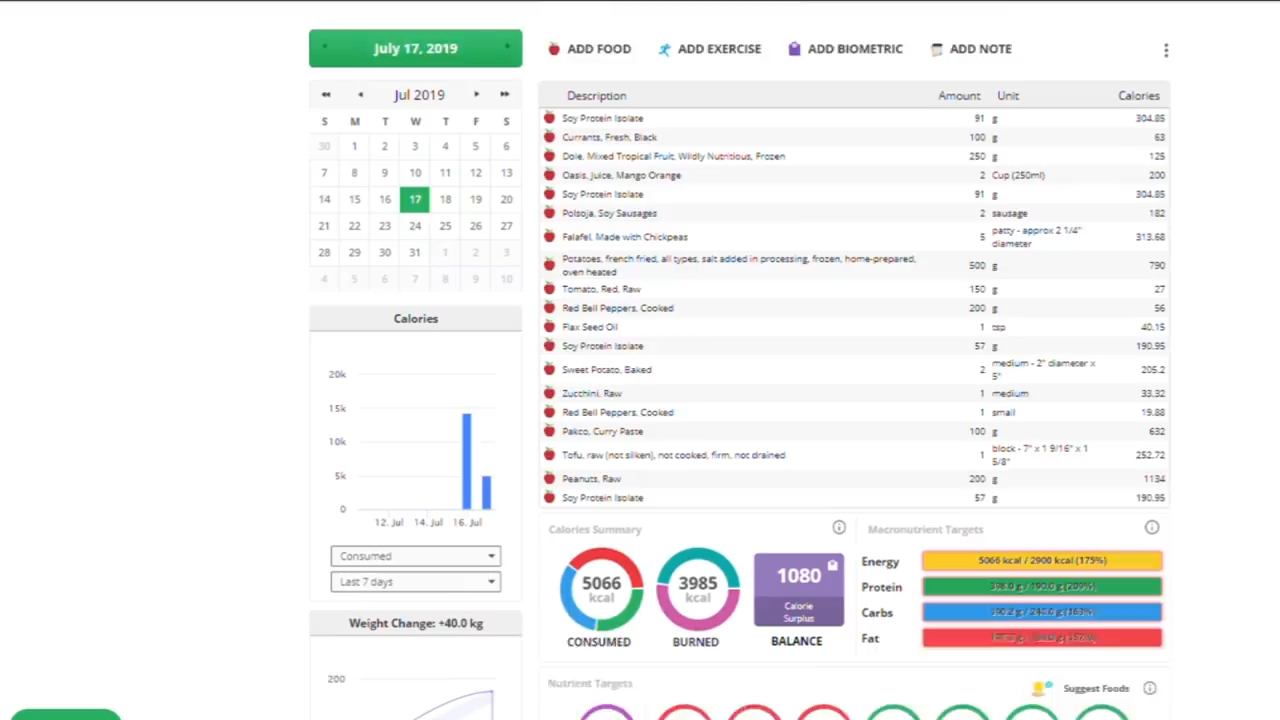 July 17, 2019
ADD FOOD ADD EXERCISE ADD BIOMETRIC ADD NOTE
Jul 2019
S M T W T F S
30 1 2 3 4 5 6
7 8 9 10 11 12 13
14 15 16 17 18 19 20
21 22 23 24 25 26 27
28 29 30 31 1 2 3
4 5 6 7 8 9 10
Calories
20k
15k
10k
5k
0
12. Jul 14. Jul 16. Jul
Consumed
Last 7 days
Weight Change: +40.0 kg
200
Description Amount Unit Calories
Soy Protein Isolate 91 g 304.85
Currants, Fresh, Black 100 g 63
Dole, Mixed Tropical Fruit, Wildly Nutritious, Frozen 250 g 125
Oasis, Juice, Mango Orange 2 Cup (250ml) 200
Soy Protein Isolate 91 g 304.85
Polsoja, Soy Sausages 2 sausage 182
Falafel, Made with Chickpeas 5 patty - approx 2 1/4"
diameter 313.68
Potatoes, french fried, all types, salt added in processing, frozen, home-prepared,
oven heated 500 g 790
Tomato, Red, Raw 150 g 27
Red Bell Peppers, Cooked 200 g 56
Flax Seed Oil 1 tsp 40.15
Soy Protein Isolate 57 g 190.95
Sweet Potato, Baked 2 medium - 2" diameter x
5" 205.2
Zucchini, Raw 1 medium 33.32
Red Bell Peppers, Cooked 1 small 19.88
Pakco, Curry Paste 100 g 632
Tofu, raw (not silken), not cooked, firm, not drained 1 block - 7" x 1 9/16" x 1
5/8" 252.72
Peanuts, Raw 200 g 1134
Soy Protein Isolate 57 g 190.95
Calories Summary
5066
kcal
CONSUMED
3985
kcal
BURNED
1080
Calorie
Surplus
BALANCE
Macronutrient Targets
Energy 5066 kcal / 2900 kcal (175%)
Protein
Carbs
Fat
Nutrient Targets
Suggest Foods